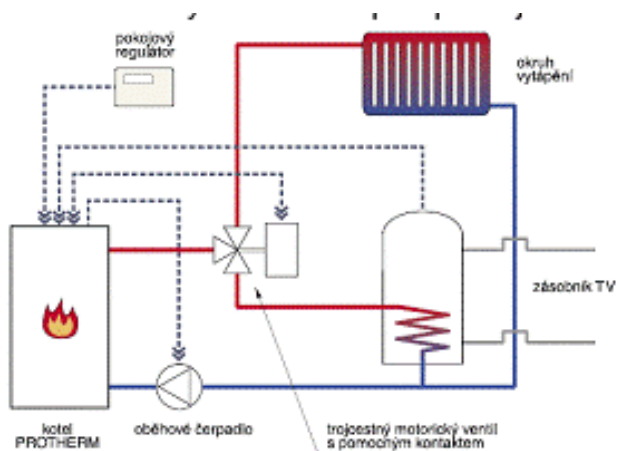 pokojový
regulátor
okruh
vytápění
zásobník TV
kotel
PROTHERM
oběhové čerpadlo
trojcestný motorický ventil
s pomocným kontaktem